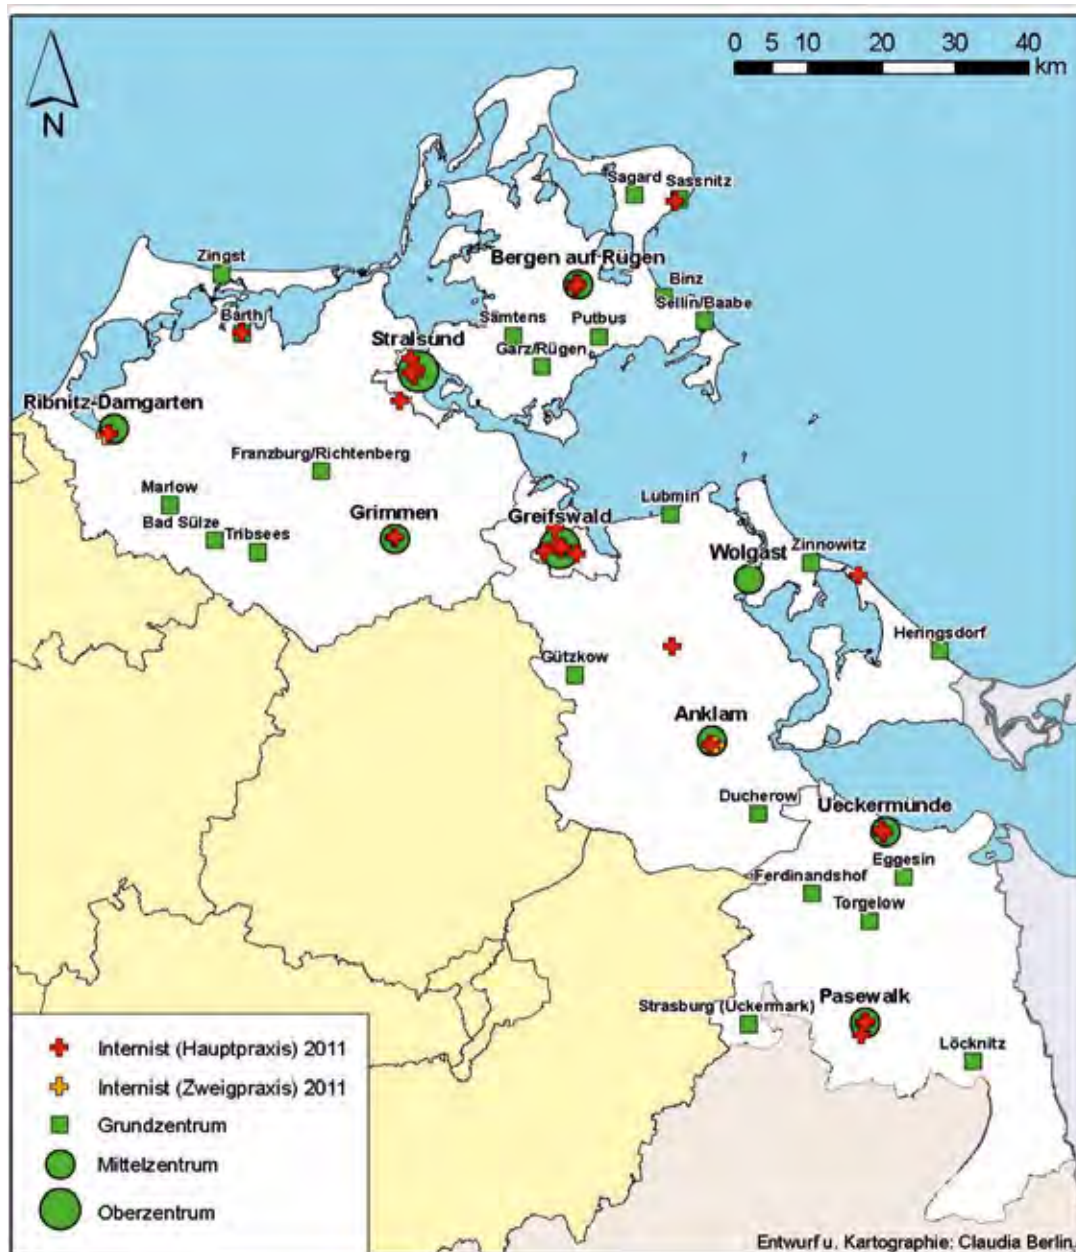 0 5 10 20 30 40
km
N
Sagard
Sassnitz
Zingst
Bergen auf Rügen
Binz
Sellin/Baabe
Barth
Samtens
Putbus
Stralsund
Garz/Rügen
Ribnitz-Damgarten
Franzburg/Richtenberg
Marlow
Lubmin
Grimmen
Greifswald
Bad Sülze
Tribsees
Wolgast
Zinnowitz
Heringsdorf
Gützkow
Anklam
Ducherow
Ueckermünde
Eggesin
Ferdinandshof
Torgelow
Strasburg (Uckermark)
Pasewalk
Löcknitz
Internist (Hauptpraxis) 2011
Internist (Zweigpraxis) 2011
Grundzentrum
Mittelzentrum
Oberzentrum
Entwurf u. Kartographie: Claudia Berlin.